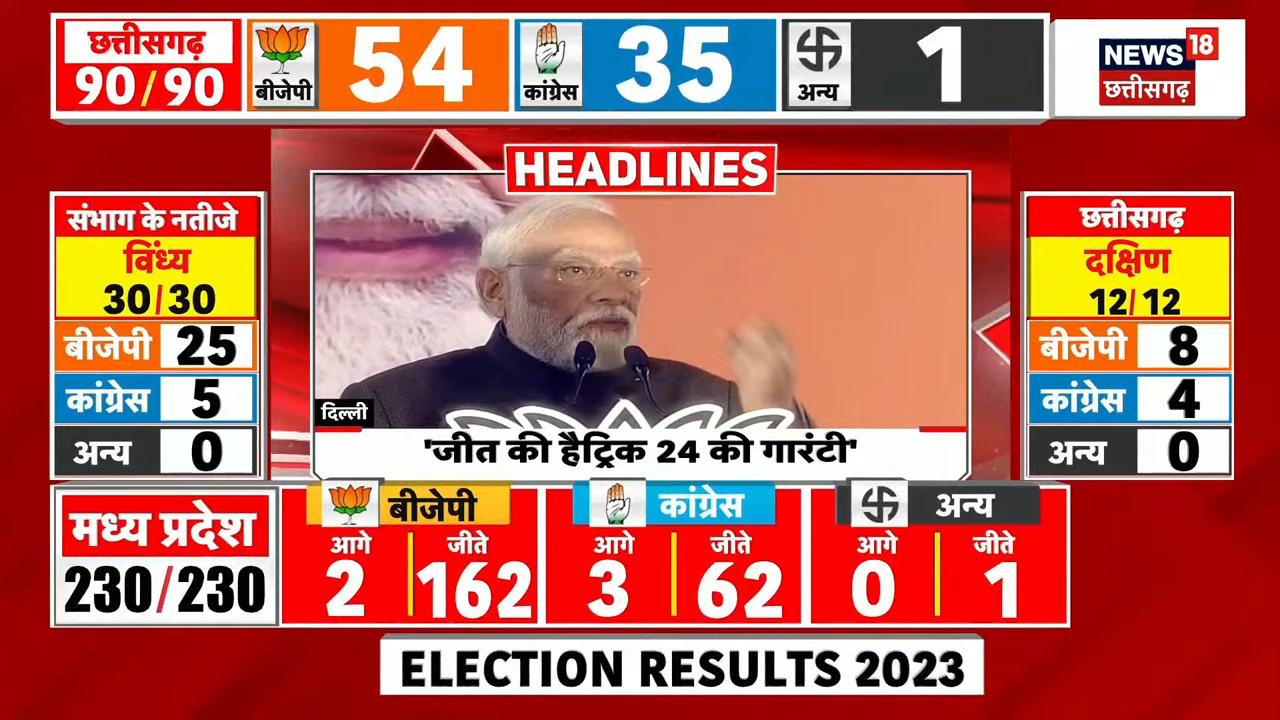 छत्तीसगढ़
90/90
बीजेपी
54
कांग्रेस
35
अन्य
1
NEWS 18
छत्तीसगढ़
HEADLINES
संभाग के नतीजे
विंध्य
30/30
बीजेपी 25
कांग्रेस 5
अन्य 0
दिल्ली
'जीत की हैट्रिक 24 की गारंटी'
छत्तीसगढ़
दक्षिण
12/12
बीजेपी 8
कांग्रेस 4
अन्य 0
मध्य प्रदेश
230/230
बीजेपी
आगे जीते
2 162
कांग्रेस
आगे जीते
3 62
अन्य
आगे जीते
0 1
ELECTION RESULTS 2023